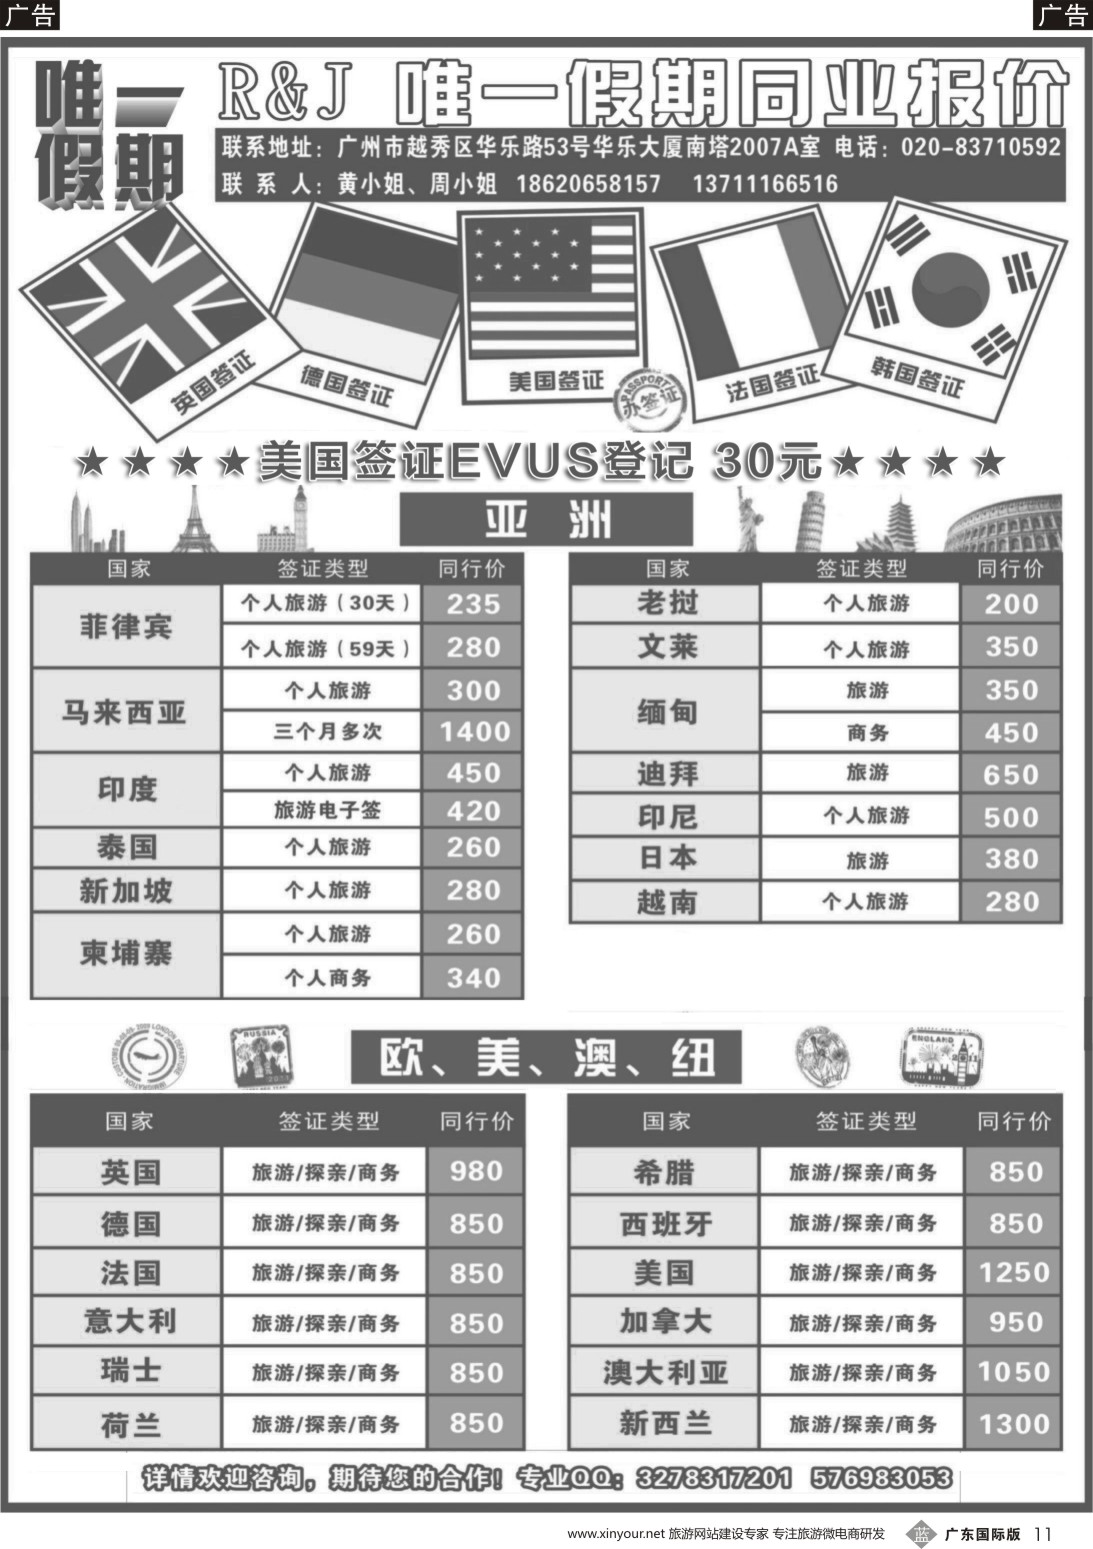 广告
广告
唯一
假期
R&J 唯一假期同业报价
联系地址：广州市越秀区华乐路53号华乐大厦南塔2007A室 电话：020-83710592
联 系 人：黄小姐、周小姐 18620658157 13711166516
英国签证
德国签证
美国签证
PASSPORT
办签证
法国签证
韩国签证
★★★★美国签证EVUS登记 30元★★★★
亚 洲
国家 签证类型 同行价
菲律宾 个人旅游（30天） 235
个人旅游（59天） 280
马来西亚 个人旅游 300
三个月多次 1400
印度 个人旅游 450
旅游电子签 420
泰国 个人旅游 260
新加坡 个人旅游 280
柬埔寨 个人旅游 260
个人商务 340
国家 签证类型 同行价
老挝 个人旅游 200
文莱 个人旅游 350
缅甸 旅游 350
商务 450
迪拜 旅游 650
印尼 个人旅游 500
日本 旅游 380
越南 个人旅游 280
RUSSIA
欧、美、澳、纽
ENGLAND
国家 签证类型 同行价
英国 旅游/探亲/商务 980
德国 旅游/探亲/商务 850
法国 旅游/探亲/商务 850
意大利 旅游/探亲/商务 850
瑞士 旅游/探亲/商务 850
荷兰 旅游/探亲/商务 850
国家 签证类型 同行价
希腊 旅游/探亲/商务 850
西班牙 旅游/探亲/商务 850
美国 旅游/探亲/商务 1250
加拿大 旅游/探亲/商务 950
澳大利亚 旅游/探亲/商务 1050
新西兰 旅游/探亲/商务 1300
详情欢迎咨询，期待您的合作！专业QQ：3278317201 576983053
www.xinyour.net 旅游网站建设专家 专注旅游微电商研发 蓝 广东国际版 11